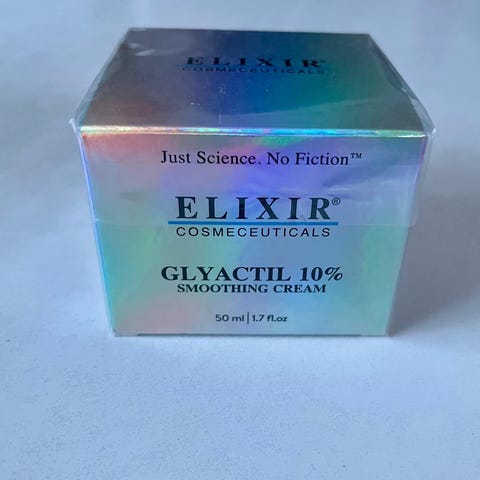 ELIXIR®
COSMECEUTICALS
Just Science. No Fiction™
ELIXIR®
COSMECEUTICALS
GLYACTIL 10%
SMOOTHING CREAM
50 ml | 1.7 fl.oz